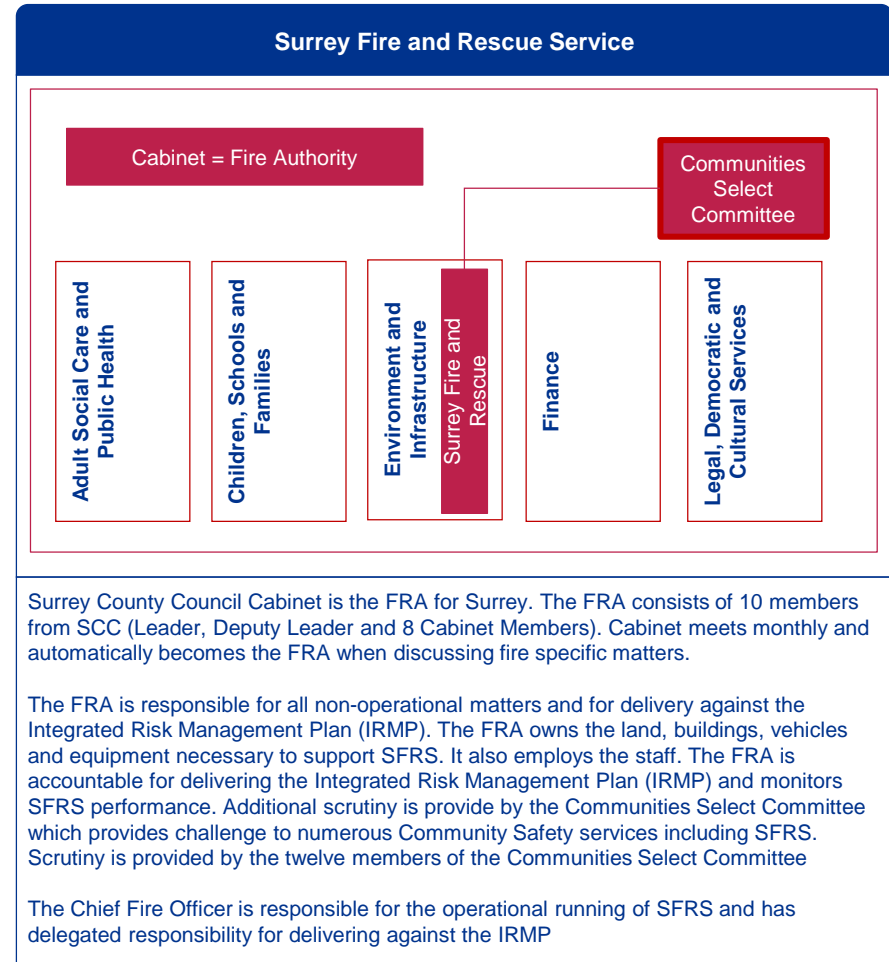 Surrey Fire and Rescue Service
Cabinet = Fire Authority
Communities
Select
Committee
Adult Social Care and
Public Health
Children, Schools and
Families
Environment and
Infrastructure
Surrey Fire and
Rescue
Finance
Legal, Democratic and
Cultural Services
Surrey County Council Cabinet is the FRA for Surrey. The FRA consists of 10 members
from SCC (Leader, Deputy Leader and 8 Cabinet Members). Cabinet meets monthly and
automatically becomes the FRA when discussing fire specific matters.
The FRA is responsible for all non-operational matters and for delivery against the
Integrated Risk Management Plan (IRMP). The FRA owns the land, buildings, vehicles
and equipment necessary to support SFRS. It also employs the staff. The FRA is
accountable for delivering the Integrated Risk Management Plan (IRMP) and monitors
SFRS performance. Additional scrutiny is provide by the Communities Select Committee
which provides challenge to numerous Community Safety services including SFRS.
Scrutiny is provided by the twelve members of the Communities Select Committee
The Chief Fire Officer is responsible for the operational running of SFRS and has
delegated responsibility for delivering against the IRMP